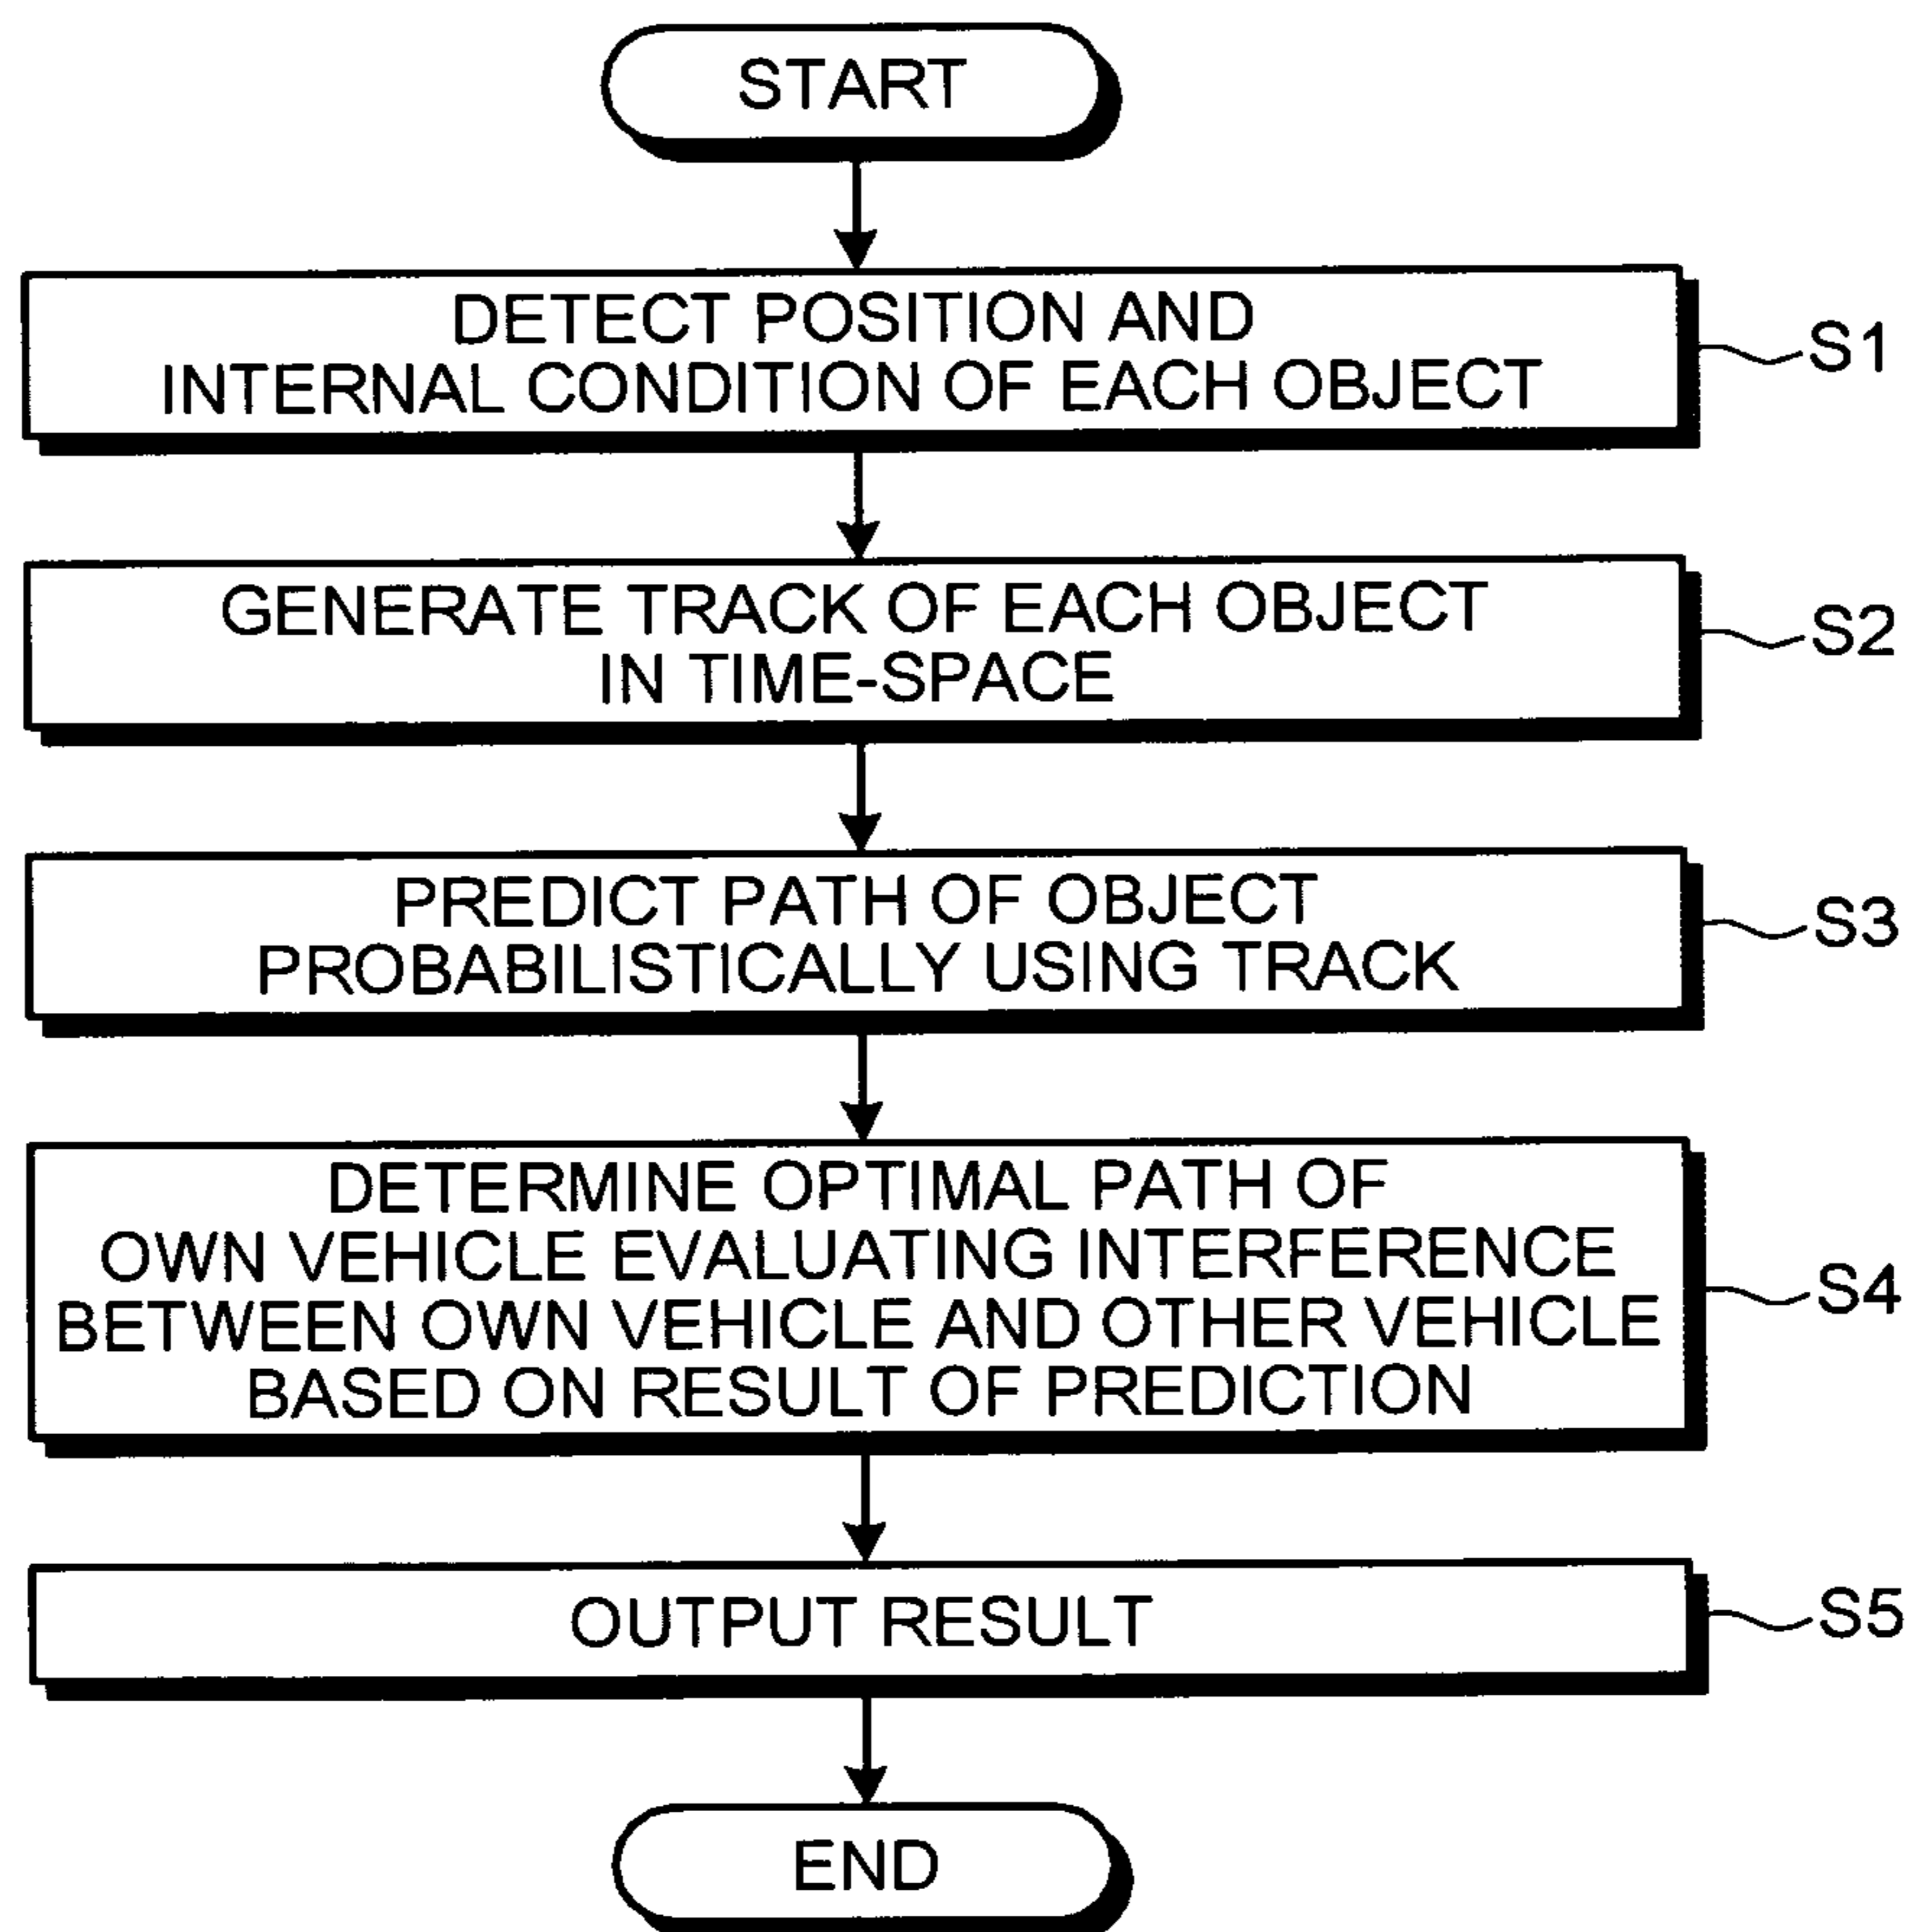 START
DETECT POSITION AND
INTERNAL CONDITION OF EACH OBJECT
S1
GENERATE TRACK OF EACH OBJECT
IN TIME-SPACE
S2
PREDICT PATH OF OBJECT
PROBABILISTICALLY USING TRACK
S3
DETERMINE OPTIMAL PATH OF
OWN VEHICLE EVALUATING INTERFERENCE
BETWEEN OWN VEHICLE AND OTHER VEHICLE
BASED ON RESULT OF PREDICTION
S4
OUTPUT RESULT
S5
END